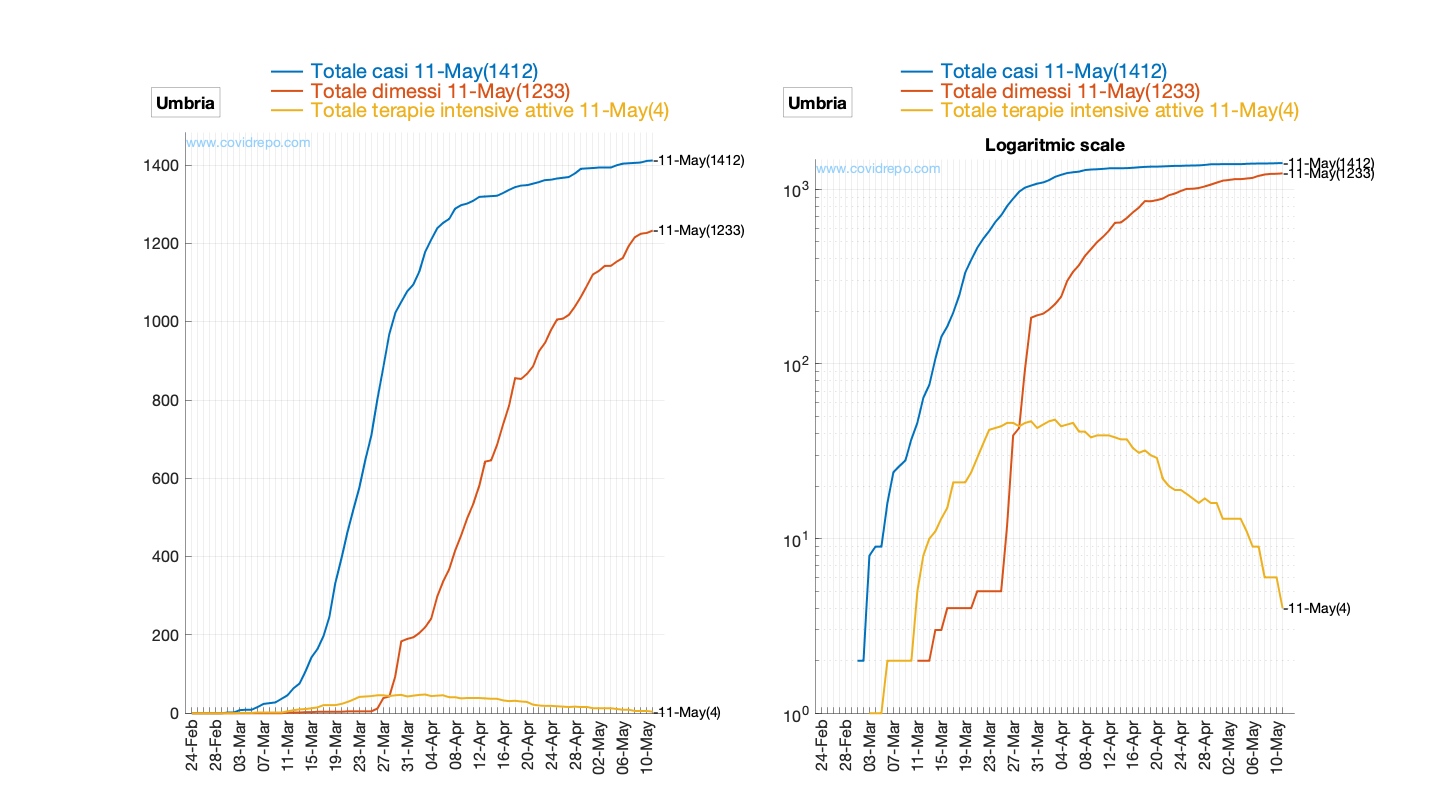 Totale casi 11-May(1412)
Totale dimessi 11-May(1233)
Totale terapie intensive attive 11-May(4)
Umbria
www.covidrepo.com
1400
1200
1000
800
600
400
200
0
-11-May(1412)
-11-May(1233)
-11-May(4)
24-Feb
28-Feb
03-Mar
07-Mar
11-Mar
15-Mar
19-Mar
23-Mar
27-Mar
31-Mar
04-Apr
08-Apr
12-Apr
16-Apr
20-Apr
24-Apr
28-Apr
02-May
06-May
10-May
Totale casi 11-May(1412)
Totale dimessi 11-May(1233)
Totale terapie intensive attive 11-May(4)
Umbria
Logaritmic scale
www.covidrepo.com
10^3
10^2
10^1
10^0
-11-May(1412)
-11-May(1233)
-11-May(4)
24-Feb
28-Feb
03-Mar
07-Mar
11-Mar
15-Mar
19-Mar
23-Mar
27-Mar
31-Mar
04-Apr
08-Apr
12-Apr
16-Apr
20-Apr
24-Apr
28-Apr
02-May
06-May
10-May